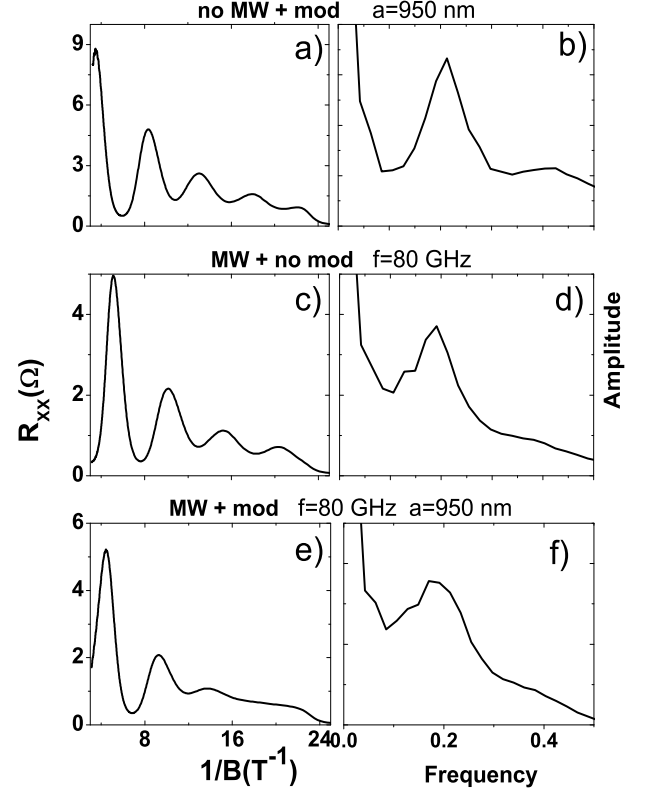 no MW + mod a=950 nm
a) b)
9
6
3
0
MW + no mod f=80 GHz
c) d)
4
2
0
R_xx(Ω)
Amplitude
MW + mod f=80 GHz a=950 nm
e) f)
6
4
2
0
8 16 24 0.0 0.2 0.4
1/B(T^-1) Frequency